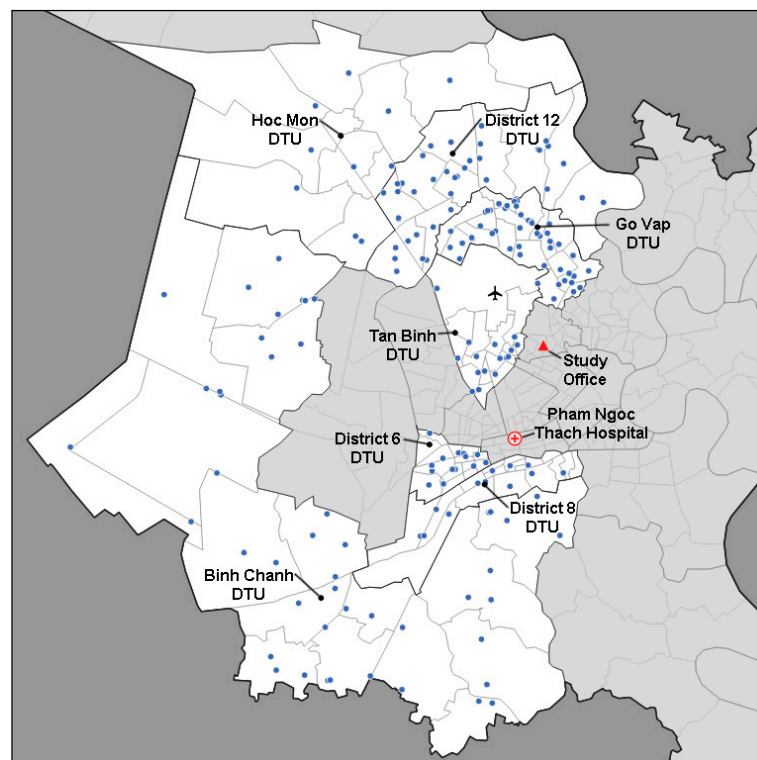 Hoc Mon
DTU
District 12
DTU
Go Vap
DTU
Tan Binh
DTU
Study
Office
Pham Ngoc
Thach Hospital
District 6
DTU
District 8
DTU
Binh Chanh
DTU